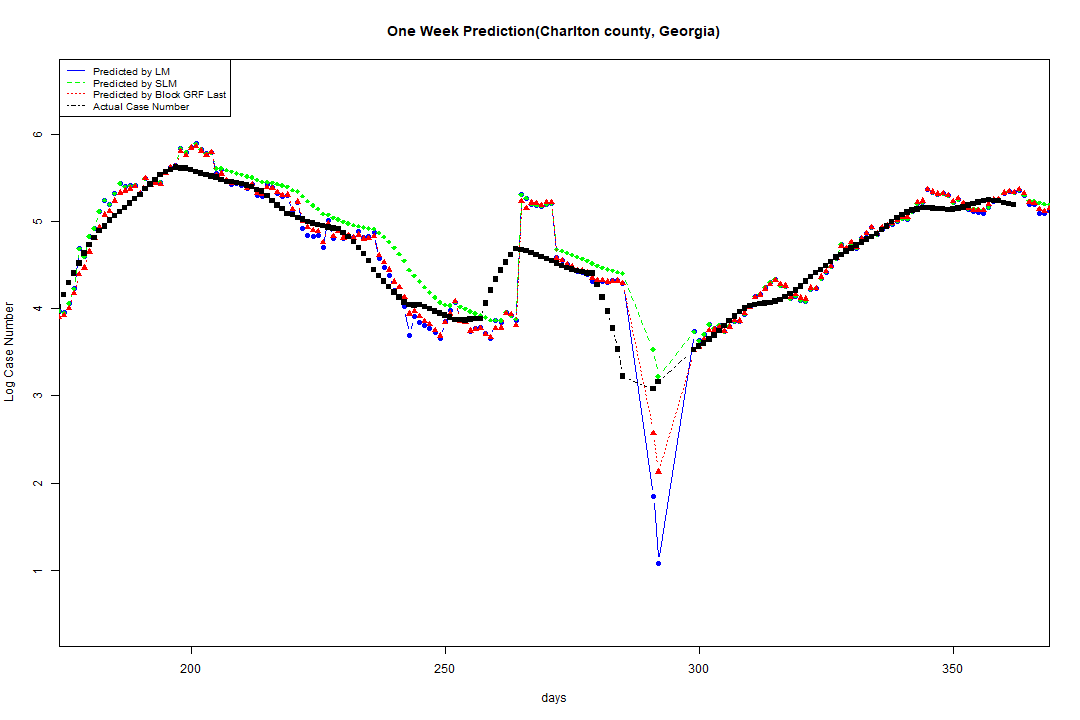 One Week Prediction(Charlton county, Georgia)
Predicted by LM
Predicted by SLM
Predicted by Block GRF Last
Actual Case Number
6
5
4
3
2
1
Log Case Number
200 250 300 350
days